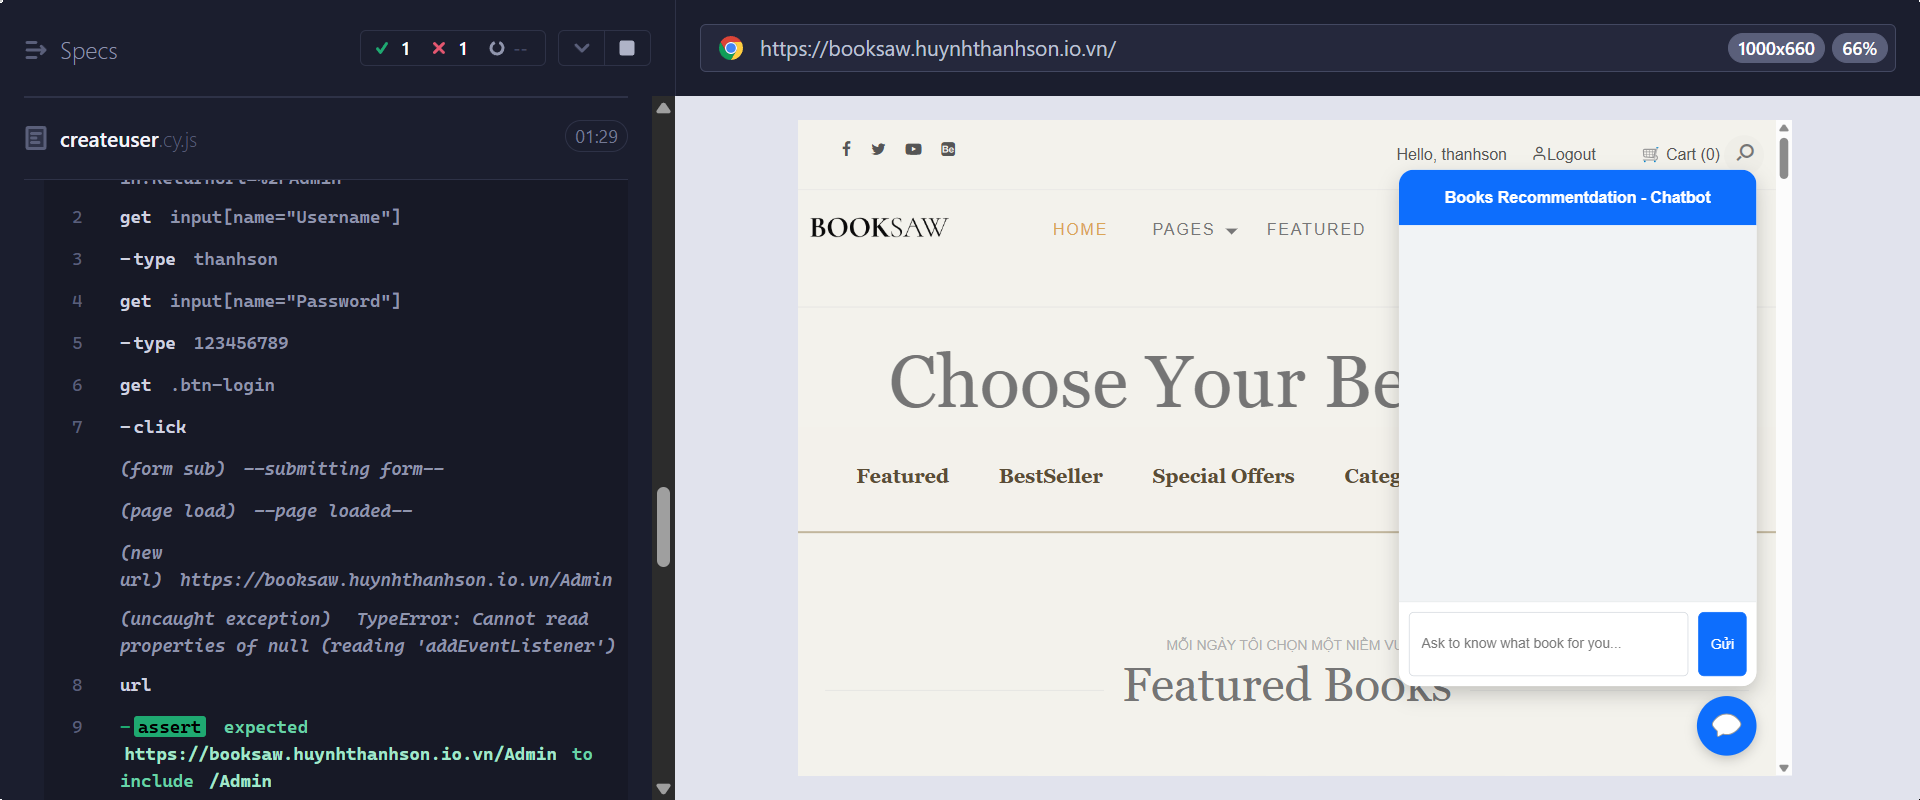 Specs
1
1
--
createuser.cy.js
01:29
in?ReturnUrl=%2FAdmin
2 get input[name="Username"]
3 -type thanhson
4 get input[name="Password"]
5 -type 123456789
6 get .btn-login
7 -click
(form sub) --submitting form--
(page load) --page loaded--
(new
url) https://booksaw.huynhthanhson.io.vn/Admin
(uncaught exception) TypeError: Cannot read
properties of null (reading 'addEventListener')
8 url
9 -assert expected
https://booksaw.huynhthanhson.io.vn/Admin to
include /Admin
https://booksaw.huynhthanhson.io.vn/
1000x660
66%
Hello, thanhson
Logout
Cart (0)
BOOKSAW
HOME
PAGES
FEATURED
Choose Your Be
Featured
BestSeller
Special Offers
Categ
MỖI NGÀY TÔI CHỌN MỘT NIỀM VU
Featured Books
Books Recommentdation - Chatbot
Ask to know what book for you...
Gửi